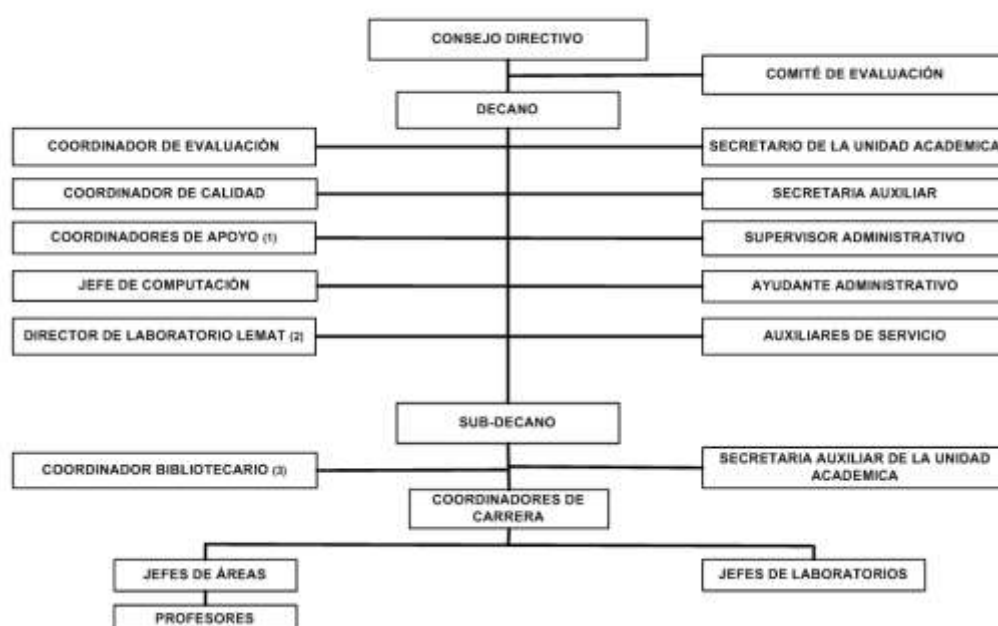 CONSEJO DIRECTIVO
COMITÉ DE EVALUACIÓN
DECANO
COORDINADOR DE EVALUACIÓN
SECRETARIO DE LA UNIDAD ACADEMICA
COORDINADOR DE CALIDAD
SECRETARIA AUXILIAR
COORDINADORES DE APOYO (1)
SUPERVISOR ADMINISTRATIVO
JEFE DE COMPUTACIÓN
AYUDANTE ADMINISTRATIVO
DIRECTOR DE LABORATORIO LEMAT (2)
AUXILIARES DE SERVICIO
SUB-DECANO
COORDINADOR BIBLIOTECARIO (3)
SECRETARIA AUXILIAR DE LA UNIDAD
ACADEMICA
COORDINADORES DE
CARRERA
JEFES DE ÁREAS
JEFES DE LABORATORIOS
PROFESORES